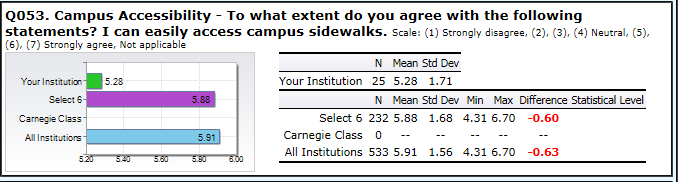 Q053. Campus Accessibility - To what extent do you agree with the following
statements? I can easily access campus sidewalks. Scale: (1) Strongly disagree, (2), (3), (4) Neutral, (5),
(6), (7) Strongly agree, Not applicable
Your Institution 5.28
Select 6 5.88
Carnegie Class
All Institutions 5.91
5.20 5.40 5.60 5.80 6.00
N Mean Std Dev
Your Institution 25 5.28 1.71
N Mean Std Dev Min Max Difference Statistical Level
Select 6 232 5.88 1.68 4.31 6.70 -0.60
Carnegie Class 0 -- -- -- -- --
All Institutions 533 5.91 1.56 4.31 6.70 -0.63